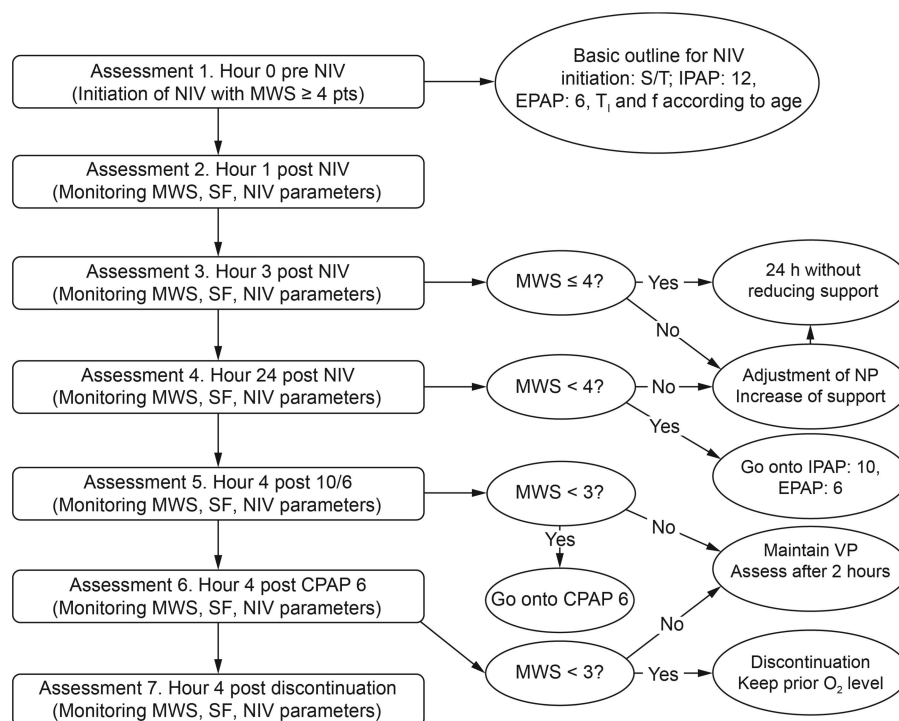 Assessment 1. Hour 0 pre NIV
(Initiation of NIV with MWS ≥ 4 pts)
Basic outline for NIV
initiation: S/T; IPAP: 12,
EPAP: 6, T₁ and f according to age
Assessment 2. Hour 1 post NIV
(Monitoring MWS, SF, NIV parameters)
Assessment 3. Hour 3 post NIV
(Monitoring MWS, SF, NIV parameters)
MWS ≤ 4?
Yes
24 h without
reducing support
No
Assessment 4. Hour 24 post NIV
(Monitoring MWS, SF, NIV parameters)
MWS < 4?
No
Adjustment of NP
Increase of support
Yes
Go onto IPAP: 10,
EPAP: 6
Assessment 5. Hour 4 post 10/6
(Monitoring MWS, SF, NIV parameters)
MWS < 3?
No
Yes
Maintain VP
Assess after 2 hours
Go onto CPAP 6
Assessment 6. Hour 4 post CPAP 6
(Monitoring MWS, SF, NIV parameters)
No
MWS < 3?
Yes
Discontinuation
Keep prior O₂ level
Assessment 7. Hour 4 post discontinuation
(Monitoring MWS, SF, NIV parameters)